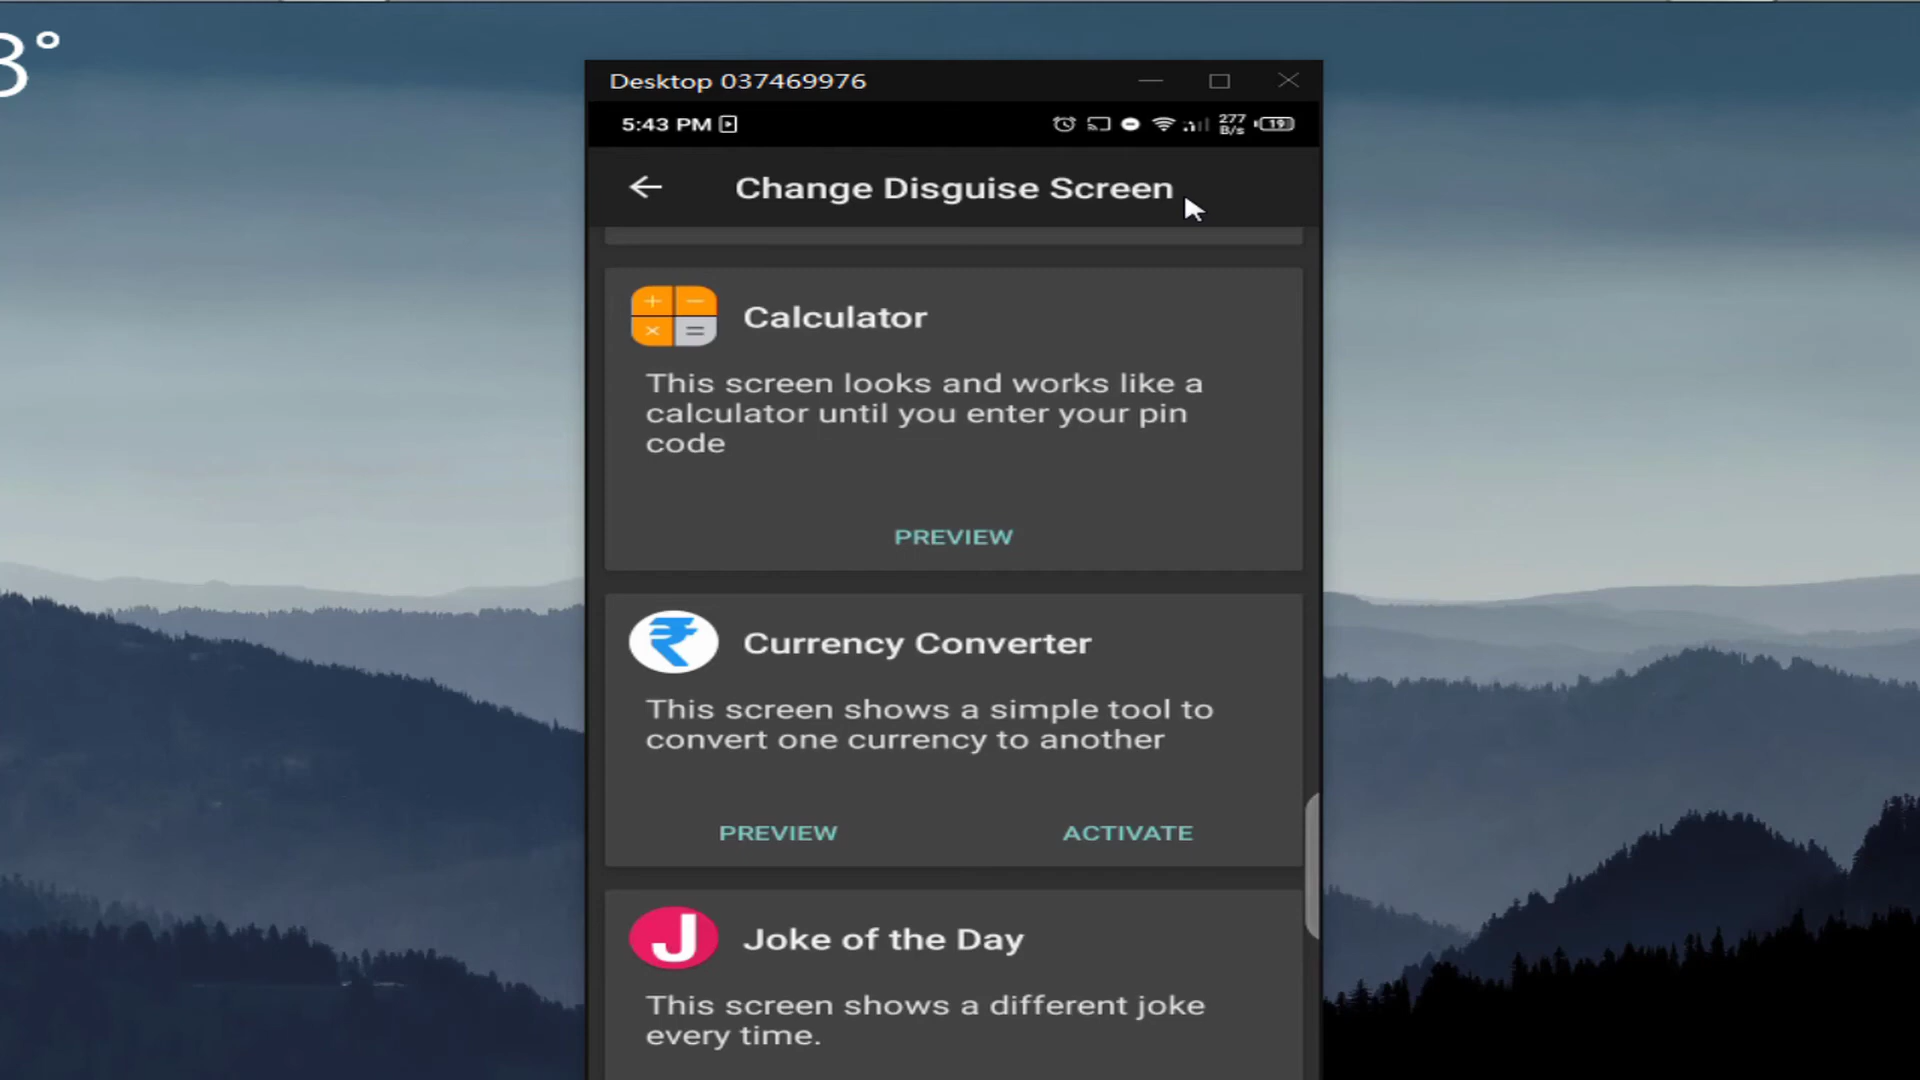 3°
Desktop 037469976
5:43 PM
277
B/s
19
Change Disguise Screen
Calculator
This screen looks and works like a
calculator until you enter your pin
code
PREVIEW
Currency Converter
This screen shows a simple tool to
convert one currency to another
PREVIEW ACTIVATE
J
Joke of the Day
This screen shows a different joke
every time.